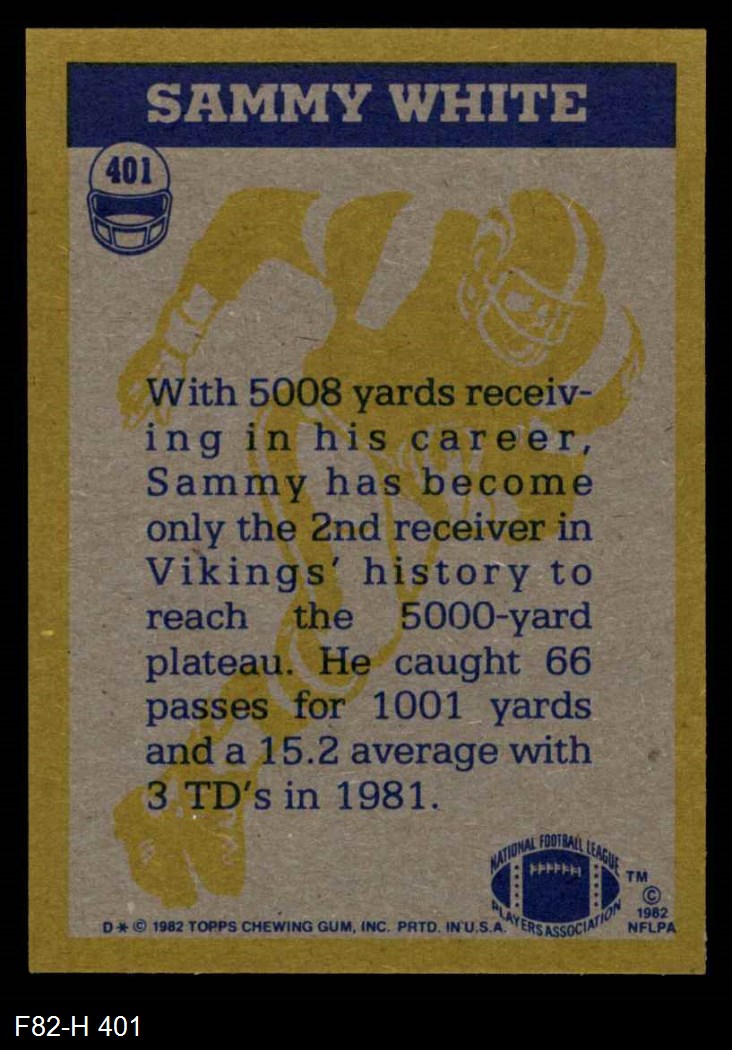 SAMMY WHITE
401
With 5008 yards receiv-
ing in his career,
Sammy has become
only the 2nd receiver in
Vikings' history to
reach the 5000-yard
plateau. He caught 66
passes for 1001 yards
and a 15.2 average with
3 TD's in 1981.
NATIONAL FOOTBALL LEAGUE
PLAYERS ASSOCIATION
TM
©
1982
NFLPA
D * © 1982 TOPPS CHEWING GUM, INC. PRTD. IN U.S.A.
F82-H 401